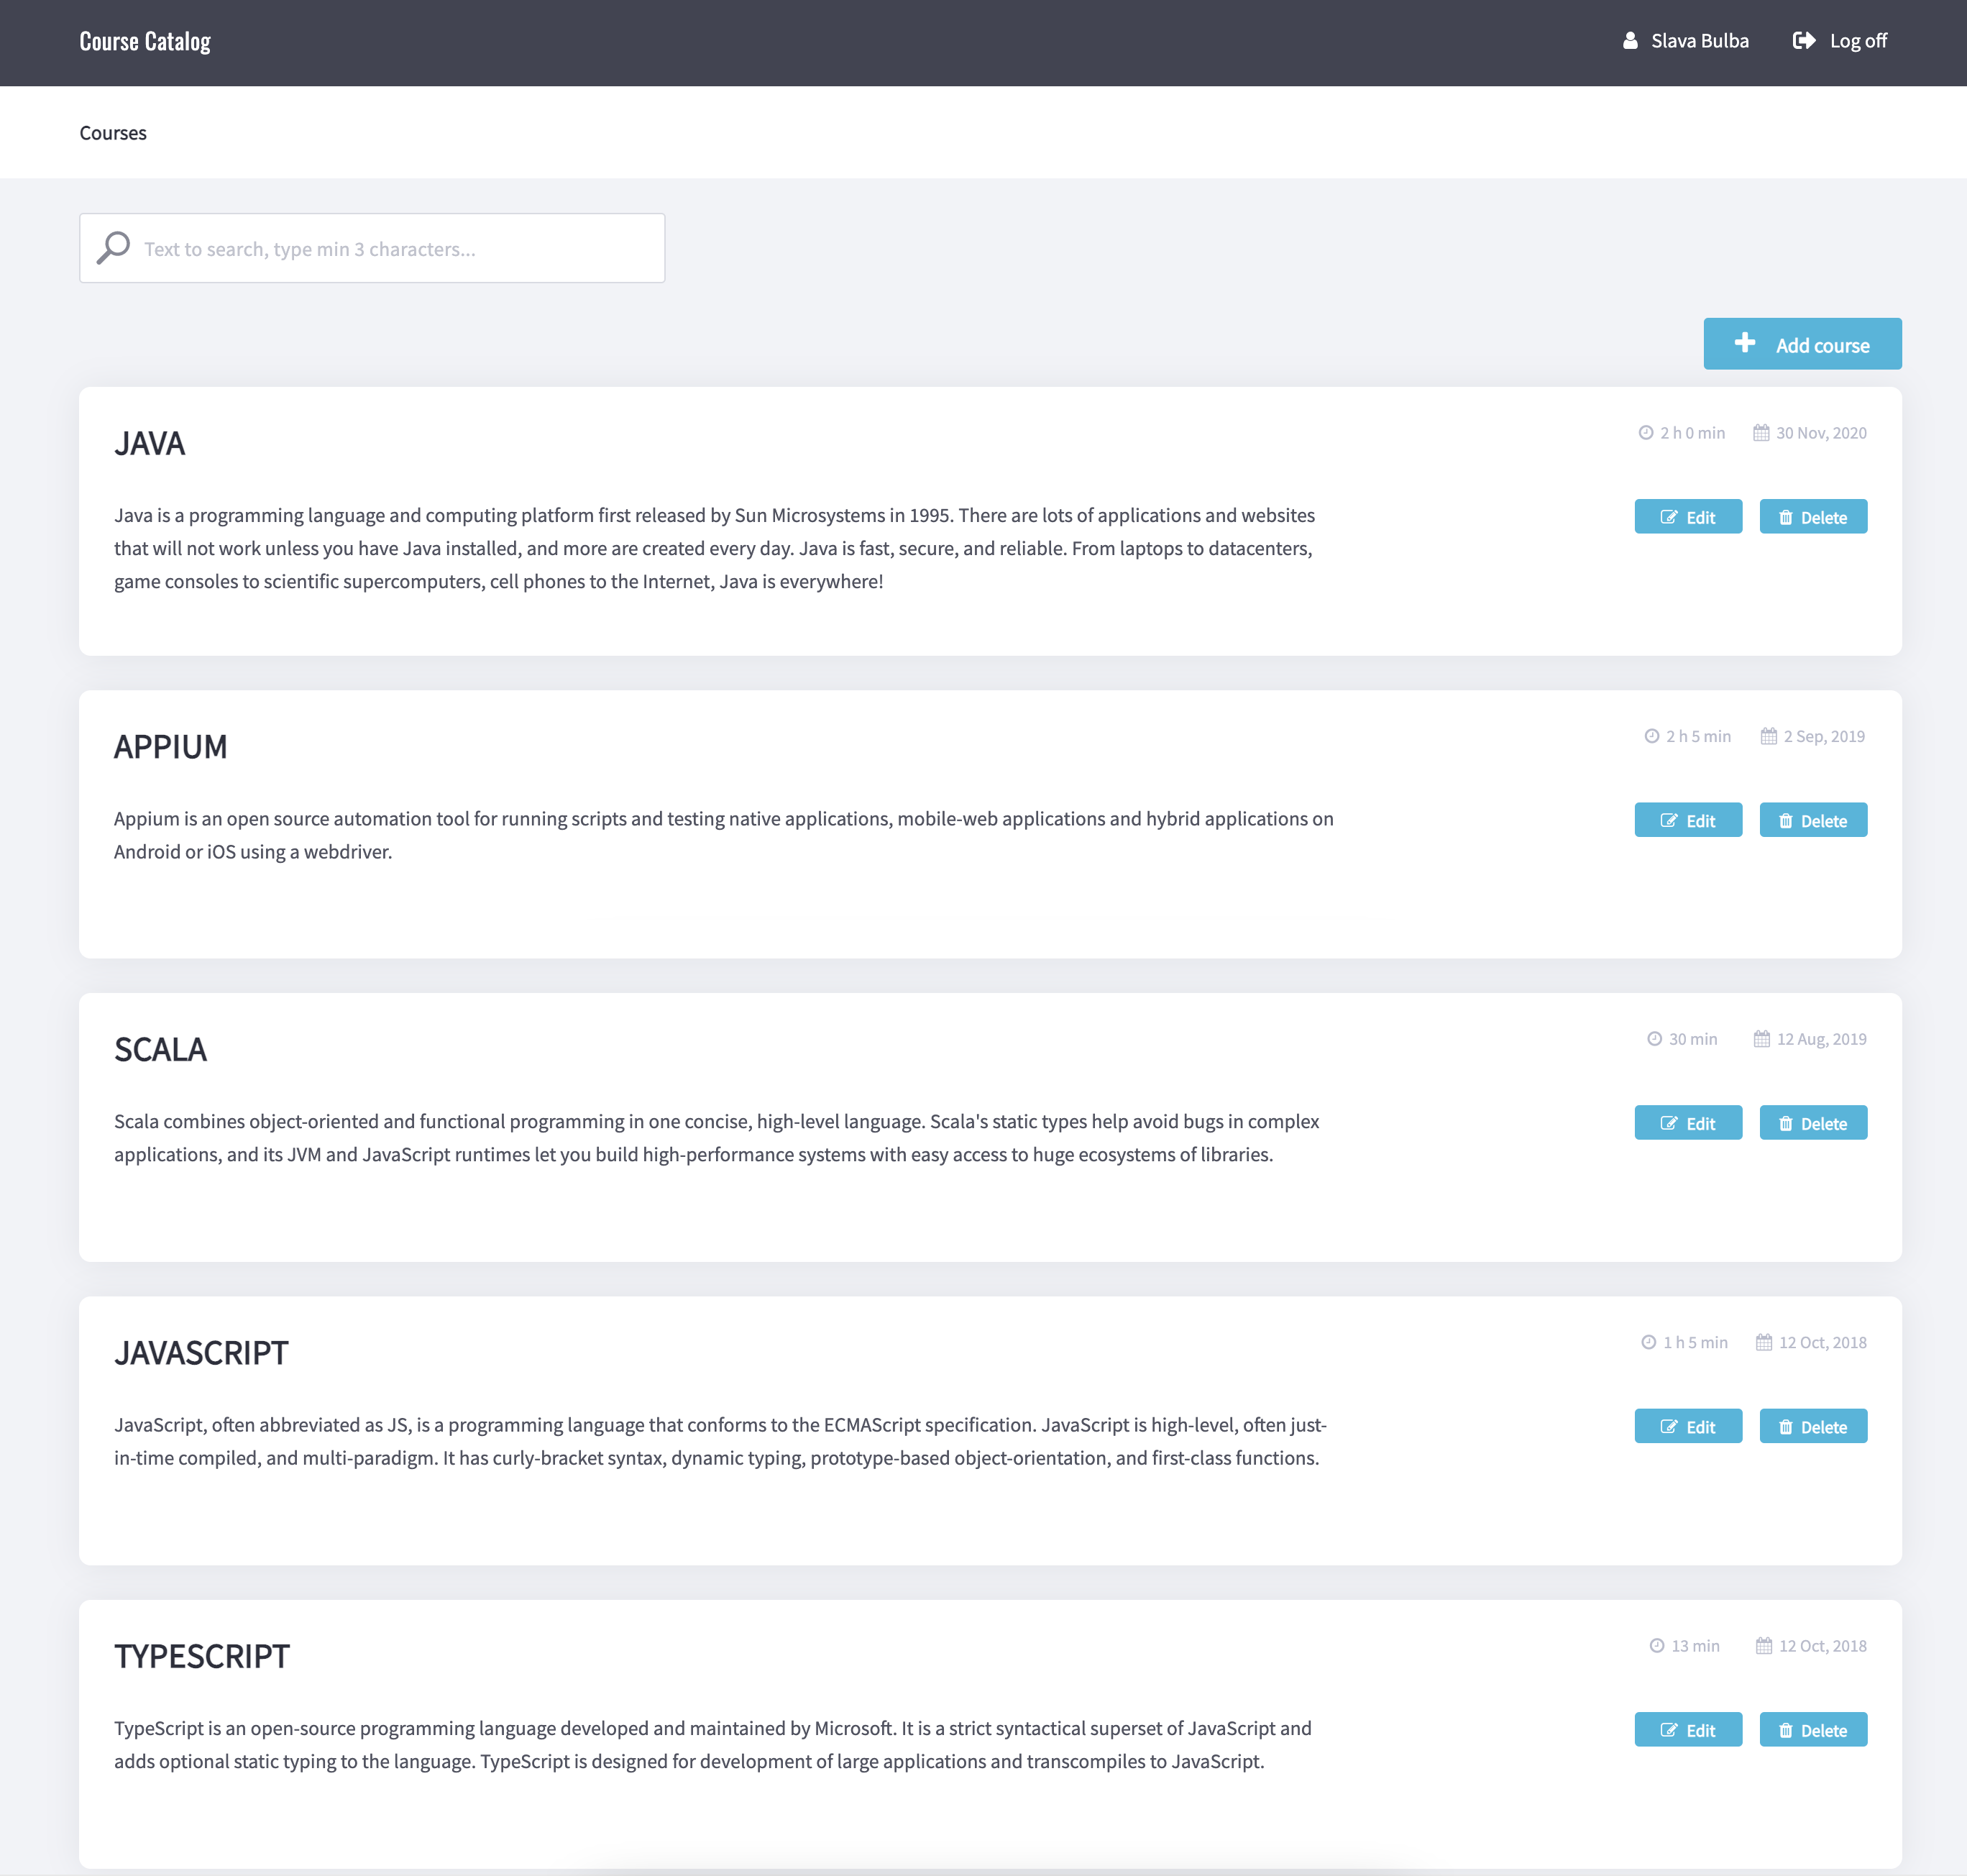 Course Catalog
Slava Bulba
Log off
Courses
Text to search, type min 3 characters...
Add course
JAVA
2 h 0 min
30 Nov, 2020
Java is a programming language and computing platform first released by Sun Microsystems in 1995. There are lots of applications and websites
that will not work unless you have Java installed, and more are created every day. Java is fast, secure, and reliable. From laptops to datacenters,
game consoles to scientific supercomputers, cell phones to the Internet, Java is everywhere!
Edit
Delete
APPIUM
2 h 5 min
2 Sep, 2019
Appium is an open source automation tool for running scripts and testing native applications, mobile-web applications and hybrid applications on
Android or iOS using a webdriver.
Edit
Delete
SCALA
30 min
12 Aug, 2019
Scala combines object-oriented and functional programming in one concise, high-level language. Scala's static types help avoid bugs in complex
applications, and its JVM and JavaScript runtimes let you build high-performance systems with easy access to huge ecosystems of libraries.
Edit
Delete
JAVASCRIPT
1 h 5 min
12 Oct, 2018
JavaScript, often abbreviated as JS, is a programming language that conforms to the ECMAScript specification. JavaScript is high-level, often just-
in-time compiled, and multi-paradigm. It has curly-bracket syntax, dynamic typing, prototype-based object-orientation, and first-class functions.
Edit
Delete
TYPESCRIPT
13 min
12 Oct, 2018
TypeScript is an open-source programming language developed and maintained by Microsoft. It is a strict syntactical superset of JavaScript and
adds optional static typing to the language. TypeScript is designed for development of large applications and transcompiles to JavaScript.
Edit
Delete